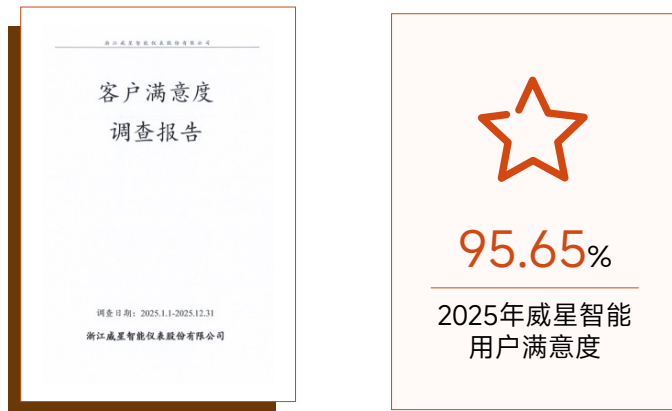 浙江威星智能仪表股份有限公司
客户满意度
调查报告
调查日期：2025.1.1-2025.12.31
浙江威星智能仪表股份有限公司
95.65%
2025年威星智能
用户满意度